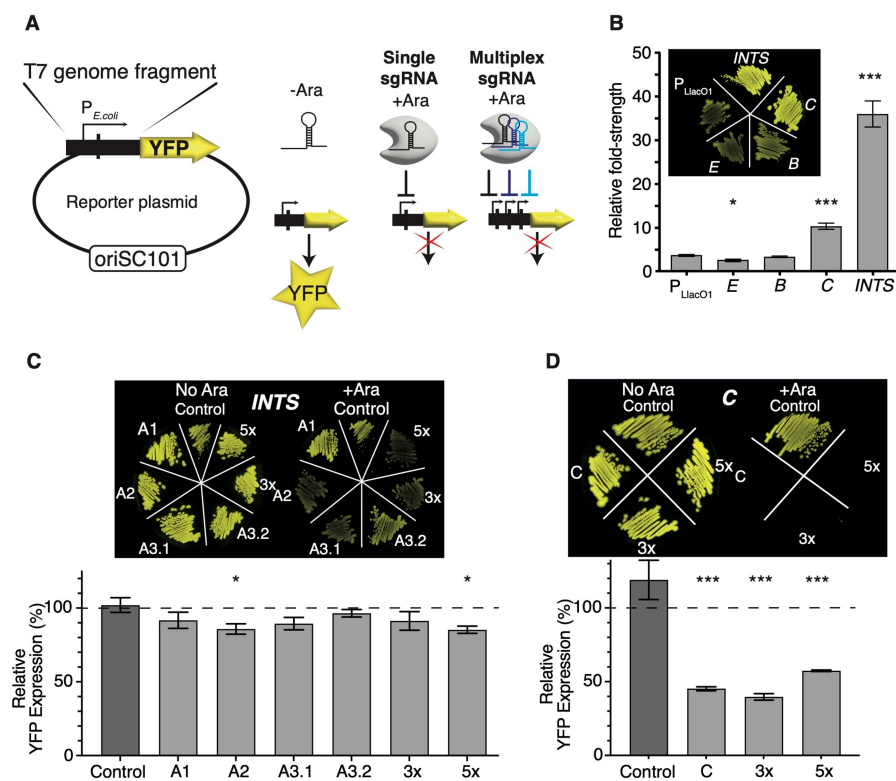 A
T7 genome fragment
P E.coli
YFP
Reporter plasmid
oriSC101
-Ara
YFP
Single
sgRNA
+Ara
Multiplex
sgRNA
+Ara
B
Relative fold-strength
50
40
30
20
10
0
INTS
PLlacO1
C
E
B
*
***
***
PLlacO1 E B C INTS
C
No Ara
Control
INTS
+Ara
Control
A1
5x
A2
3x
A3.1
A3.2
A1
5x
A2
3x
A3.1
A3.2
Relative
YFP Expression (%)
100
50
0
*
*
Control A1 A2 A3.1 A3.2 3x 5x
D
No Ara
Control
C
+Ara
Control
C
5x
3x
C
5x
3x
Relative
YFP Expression (%)
100
50
0
*** *** ***
Control C 3x 5x